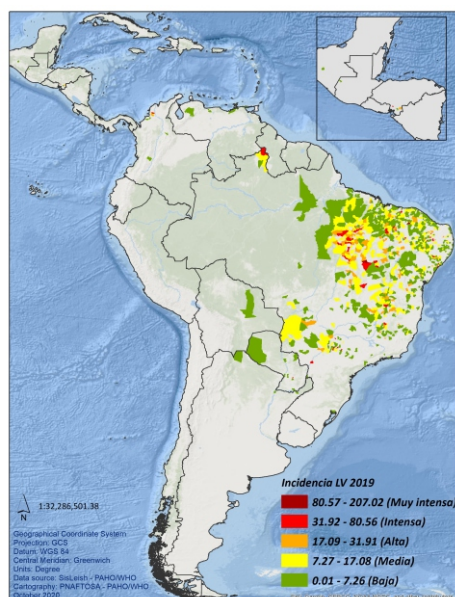 Incidencia LV 2019
80.57 - 207.02 (Muy intensa)
31.92 - 80.56 (Intensa)
17.09 - 31.91 (Alta)
7.27 - 17.08 (Media)
0.01 - 7.26 (Bajo)
1:32,286,501.38
N
Geographical Coordinate System
Projection: GCS
Datum: WGS 84
Central Meridian: Greenwich
Units: Degree
Data source: SisLeish - PAHO/WHO
Cartography: PNAFTOSA - PAHO/WHO
October 2020